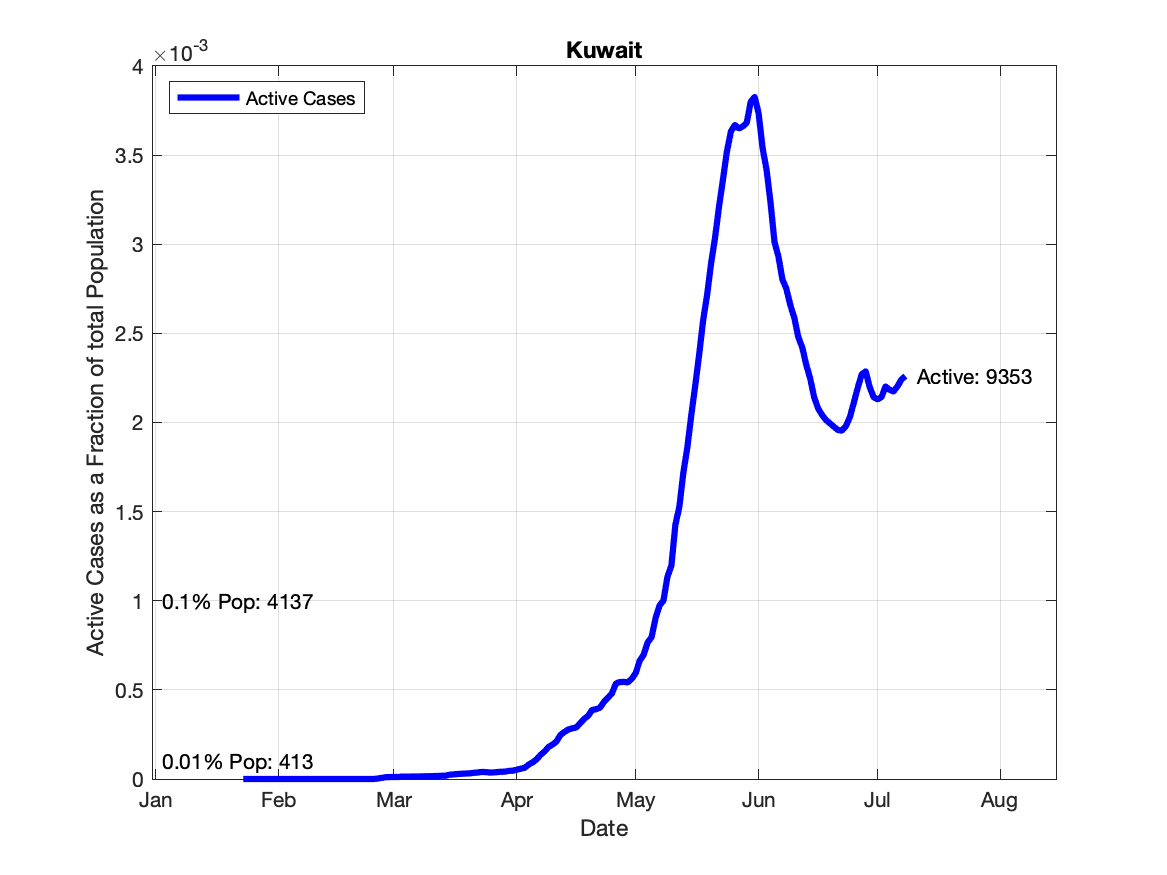 Kuwait
×10^-3
Active Cases
4
3.5
3
2.5
2
1.5
1
0.5
0
Active Cases as a Fraction of total Population
Active: 9353
0.1% Pop: 4137
0.01% Pop: 413
Jan Feb Mar Apr May Jun Jul Aug
Date